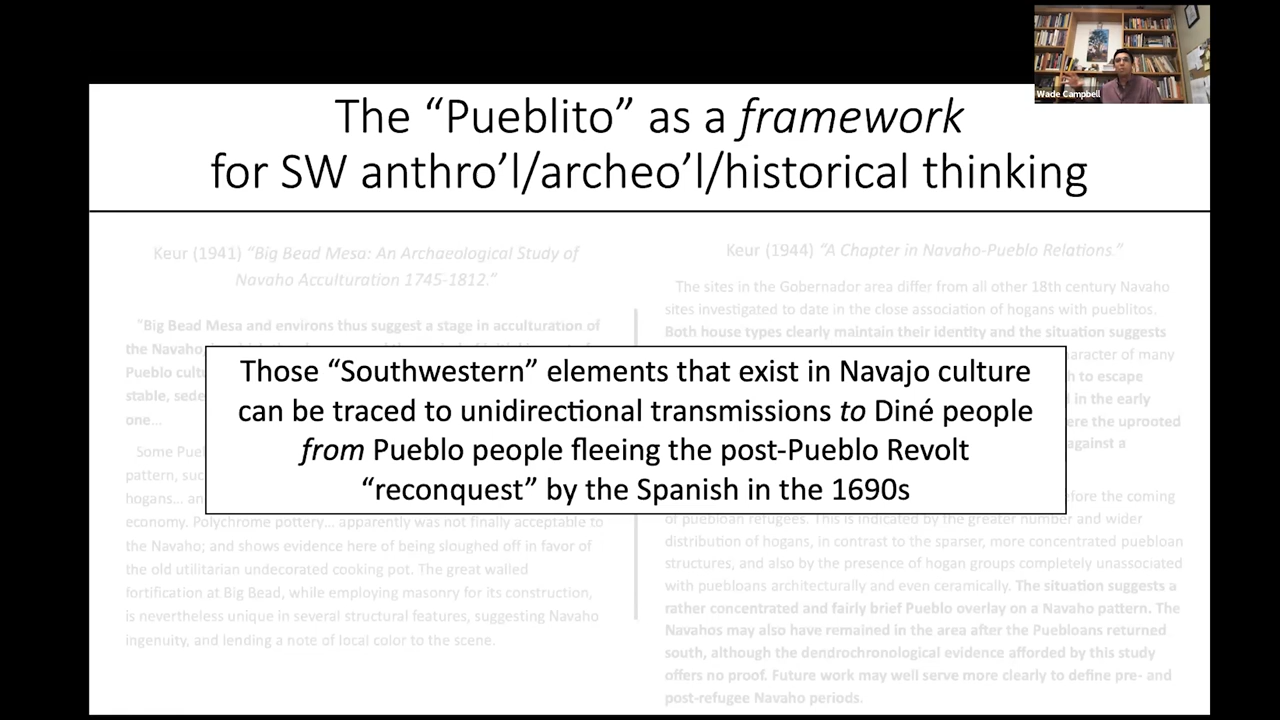 Wade Campbell
The “Pueblito” as a framework
for SW anthro’l/archeo’l/historical thinking
Keur (1941) “Big Bead Mesa: An Archaeological Study of
Navaho Acculturation 1745-1812.“
"Big Bead Mesa and environs thus suggest a stage in acculturation of
the Navaho
Pueblo
stable,
one…
Some
pattern,
hogans…
economy. Polychrome pottery… apparently was not finally acceptable to
the Navaho; and shows evidence here of being sloughed off in favor of
the old utilitarian undecorated cooking pot. The great walled
fortification at Big Bead, while employing masonry for its construction,
is nevertheless unique in several structural features, suggesting Navaho
ingenuity, and lending a note of local color to the scene.
Keur (1944) “A Chapter in Navaho-Pueblo Relations.”
The sites in the Gobernador area differ from all other 18th century Navaho
sites investigated to date in the close association of hogans with pueblitos.
Both house types clearly maintain their identity and the situation suggests
of many
to escape
in the early
the uprooted
against a
the coming
of puebloan refugees. This is indicated by the greater number and wider
distribution of hogans, in contrast to the sparser, more concentrated puebloan
structures, and also by the presence of hogan groups completely unassociated
with puebloans architecturally and even ceramically. The situation suggests a
rather concentrated and fairly brief Pueblo overlay on a Navaho pattern. The
Navahos may also have remained in the area after the Puebloans returned
south, although the dendrochronological evidence afforded by this study
offers no proof. Future work may well serve more clearly to define pre- and
post-refugee Navaho periods.
Those “Southwestern” elements that exist in Navajo culture
can be traced to unidirectional transmissions to Diné people
from Pueblo people fleeing the post-Pueblo Revolt
“reconquest” by the Spanish in the 1690s